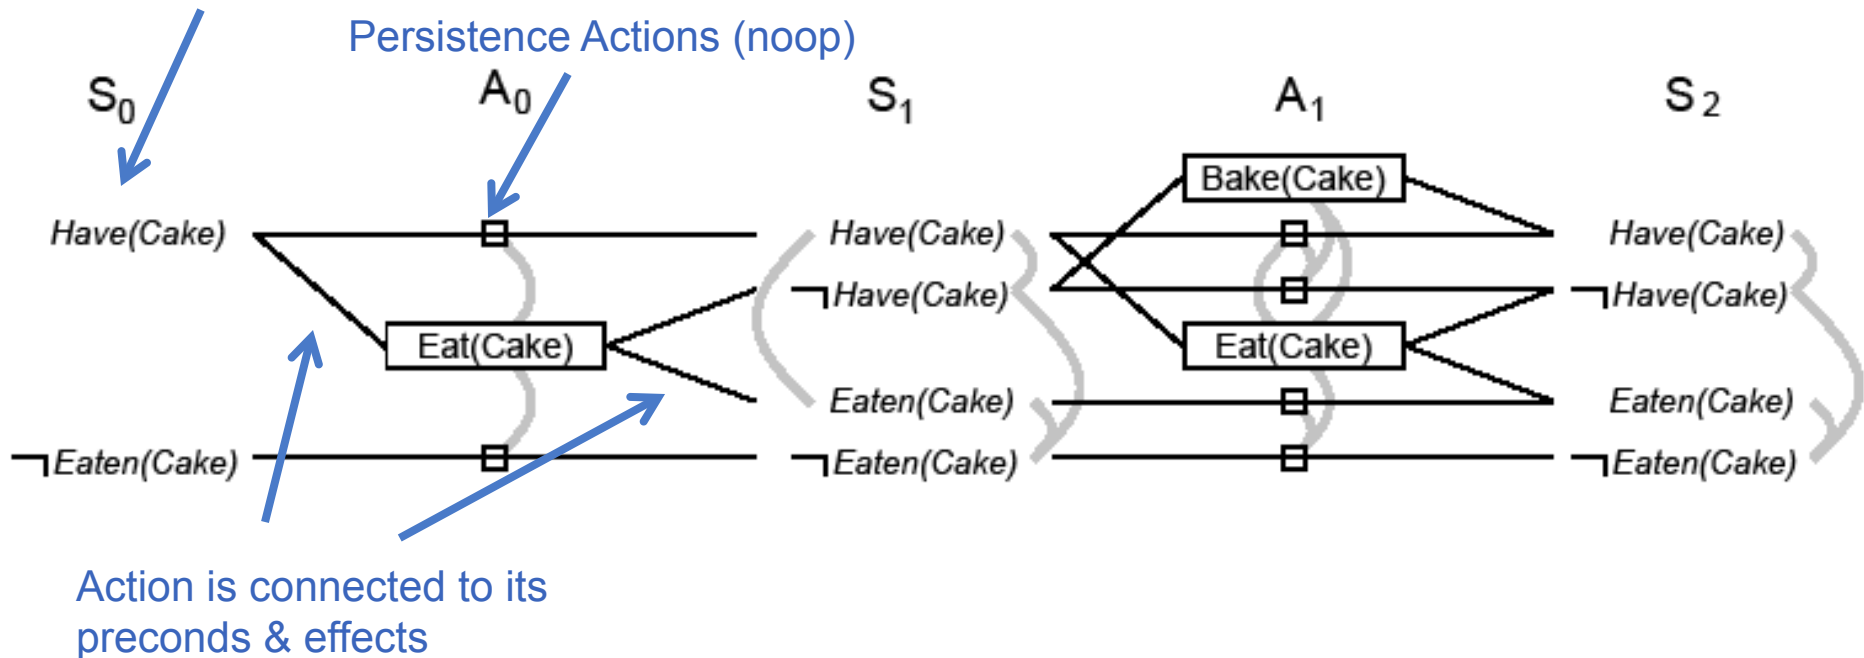 Persistence Actions (noop)
S0 A0 S1 A1 S2
Bake(Cake)
Have(Cake) Have(Cake) Have(Cake)
¬Have(Cake) ¬Have(Cake)
Eat(Cake) Eat(Cake)
Eaten(Cake) Eaten(Cake)
¬Eaten(Cake) ¬Eaten(Cake) ¬Eaten(Cake)
Action is connected to its
preconds & effects